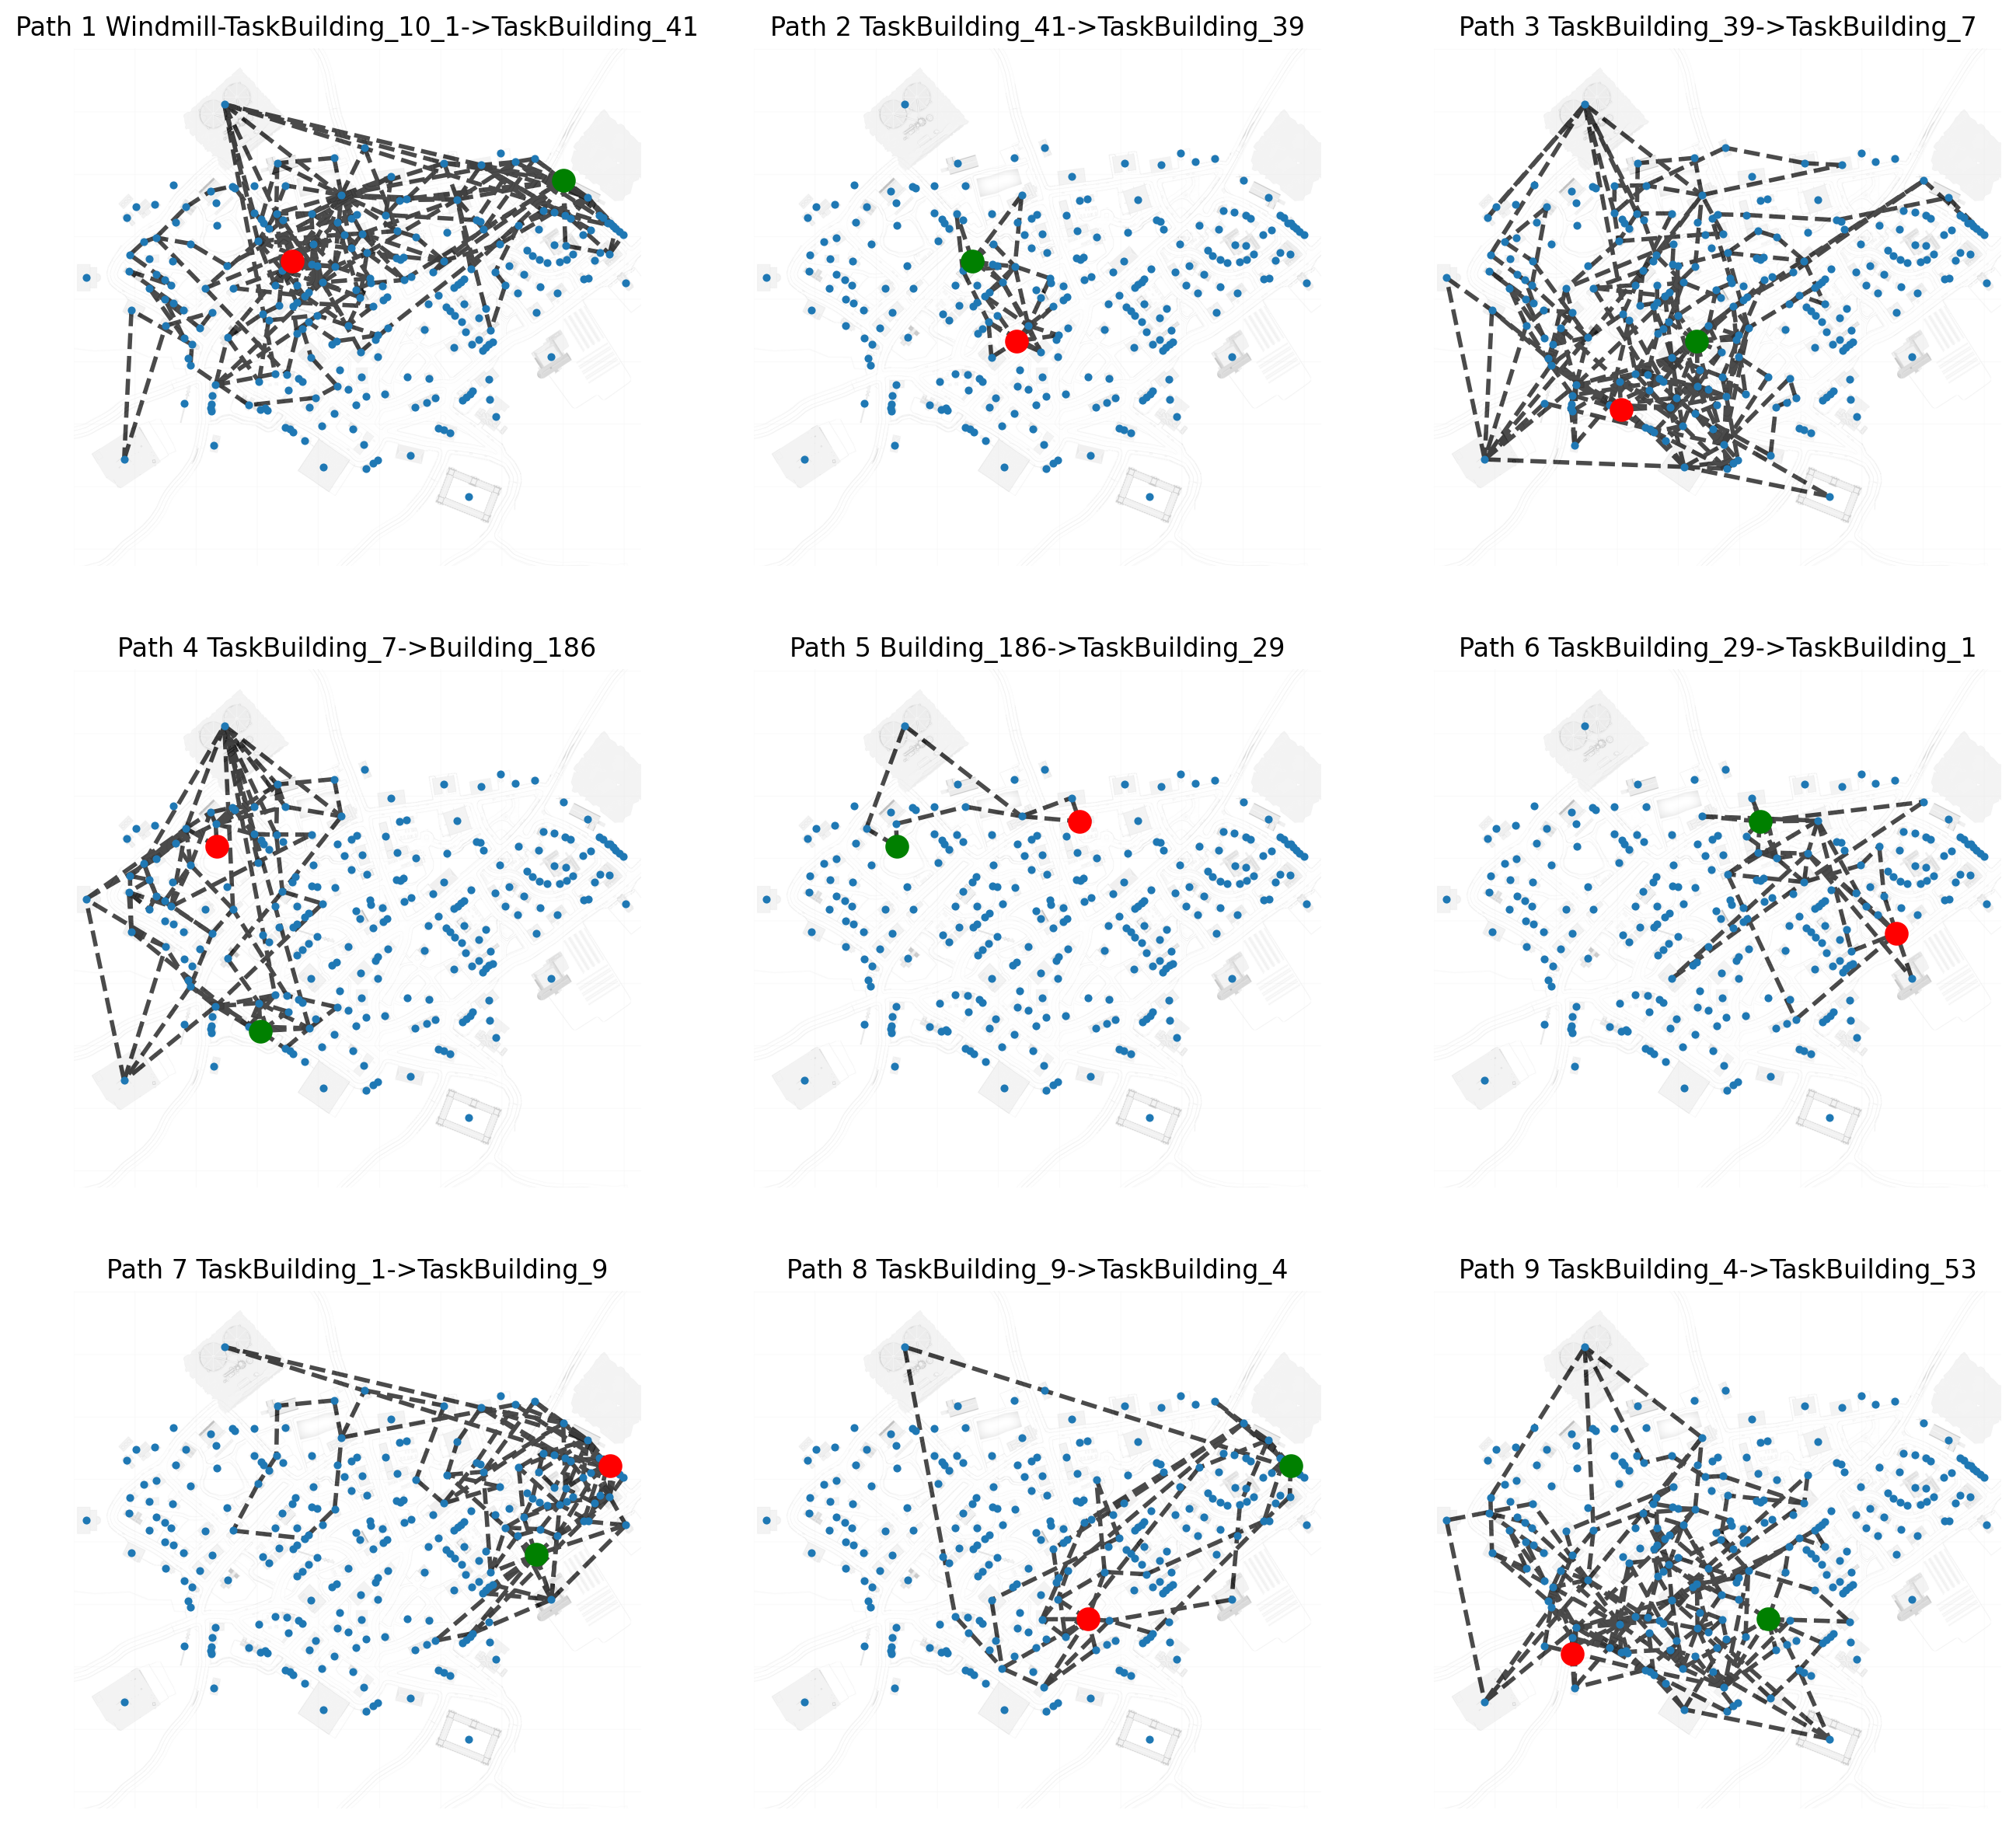 Path 1 Windmill-TaskBuilding_10_1->TaskBuilding_41
Path 2 TaskBuilding_41->TaskBuilding_39
Path 3 TaskBuilding_39->TaskBuilding_7
Path 4 TaskBuilding_7->Building_186
Path 5 Building_186->TaskBuilding_29
Path 6 TaskBuilding_29->TaskBuilding_1
Path 7 TaskBuilding_1->TaskBuilding_9
Path 8 TaskBuilding_9->TaskBuilding_4
Path 9 TaskBuilding_4->TaskBuilding_53